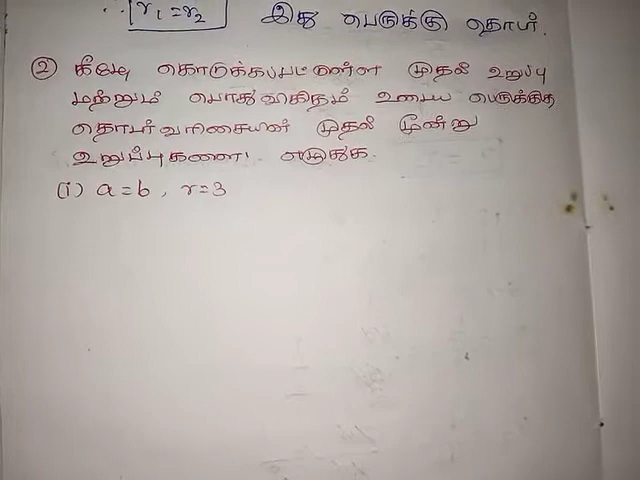 ∴ r₁ = r₂ இது பெருக்கு தொடர்.
② கீழே கொடுக்கப்பட்டுள்ள முதல் உறுப்பு
மற்றும் பொதுவிகிதம் உடைய பெருக்குத்
தொடர்வரிசையின் முதல் மூன்று
உறுப்புகளை எழுதுக.
(i) a = 6, r = 3